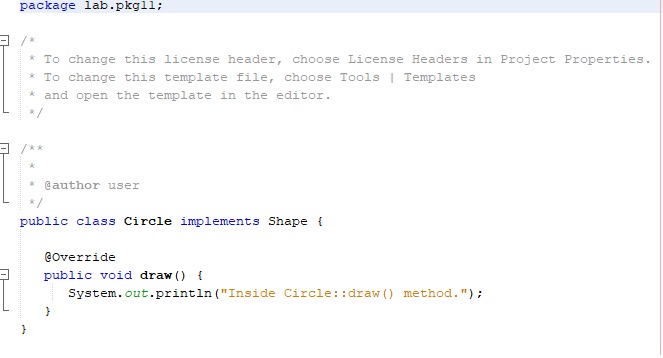 package lab.pkg11;
/*
* To change this license header, choose License Headers in Project Properties.
* To change this template file, choose Tools | Templates
* and open the template in the editor.
*/
/**
*
* @author user
*/
public class Circle implements Shape {
@Override
public void draw() {
System.out.println("Inside Circle::draw() method.");
}
}